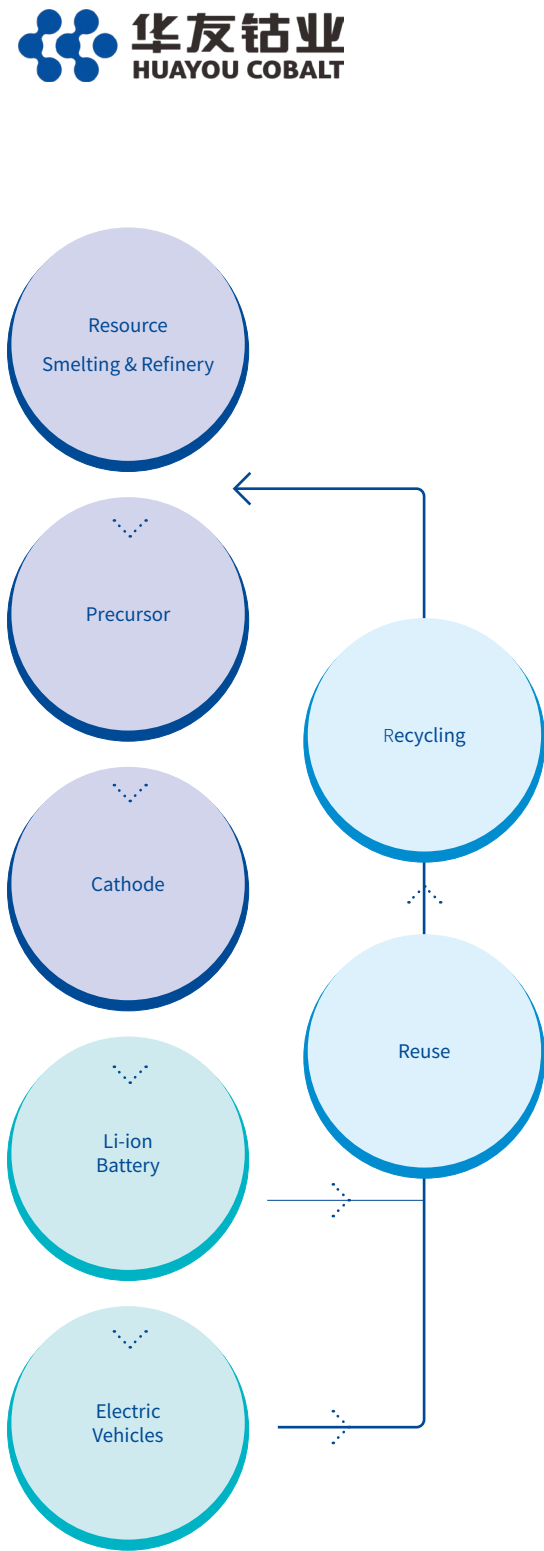 华友钴业
HUAYOU COBALT
Resource
Smelting & Refinery
Precursor
Cathode
Li-ion
Battery
Electric
Vehicles
Recycling
Reuse